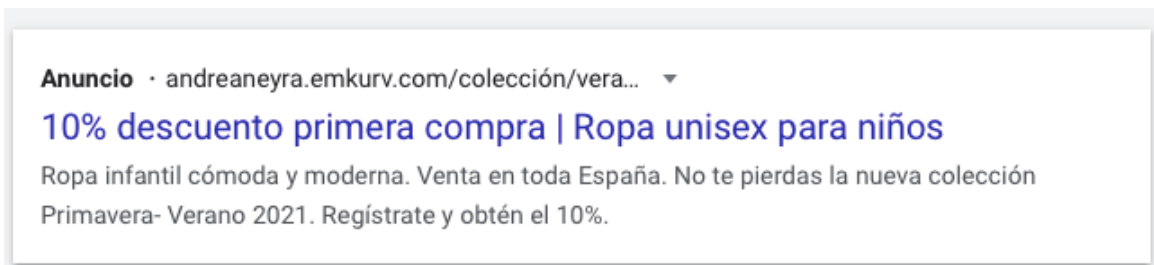 Anuncio · andreaneyra.emkurv.com/colección/vera...
10% descuento primera compra | Ropa unisex para niños
Ropa infantil cómoda y moderna. Venta en toda España. No te pierdas la nueva colección
Primavera- Verano 2021. Regístrate y obtén el 10%.